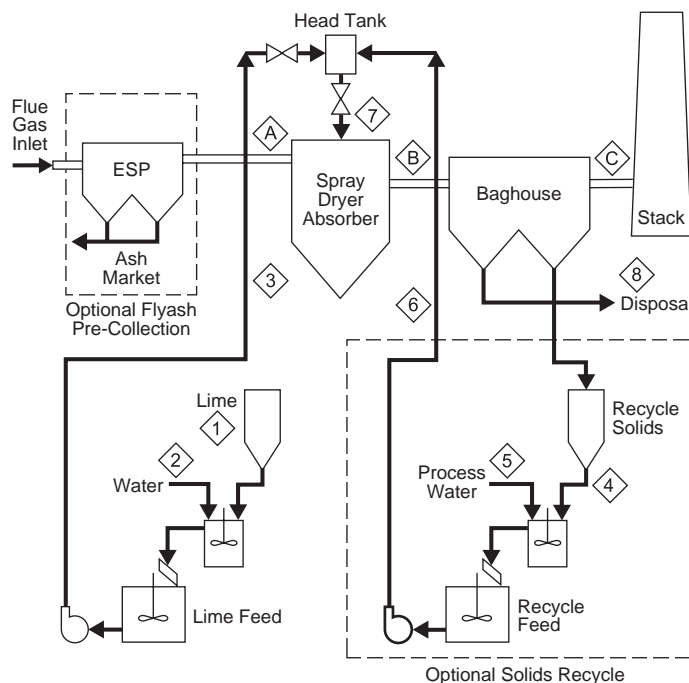 Head Tank
Flue
Gas
Inlet
A
7
B
C
ESP
Spray
Dryer
Absorber
Baghouse
Stack
Ash
Market
3
8
Disposa
6
Optional Flyash
Pre-Collection
Lime
1
Recycle
Solids
2
Water
5
Process
Water
4
Lime Feed
Recycle
Feed
Optional Solids Recycle